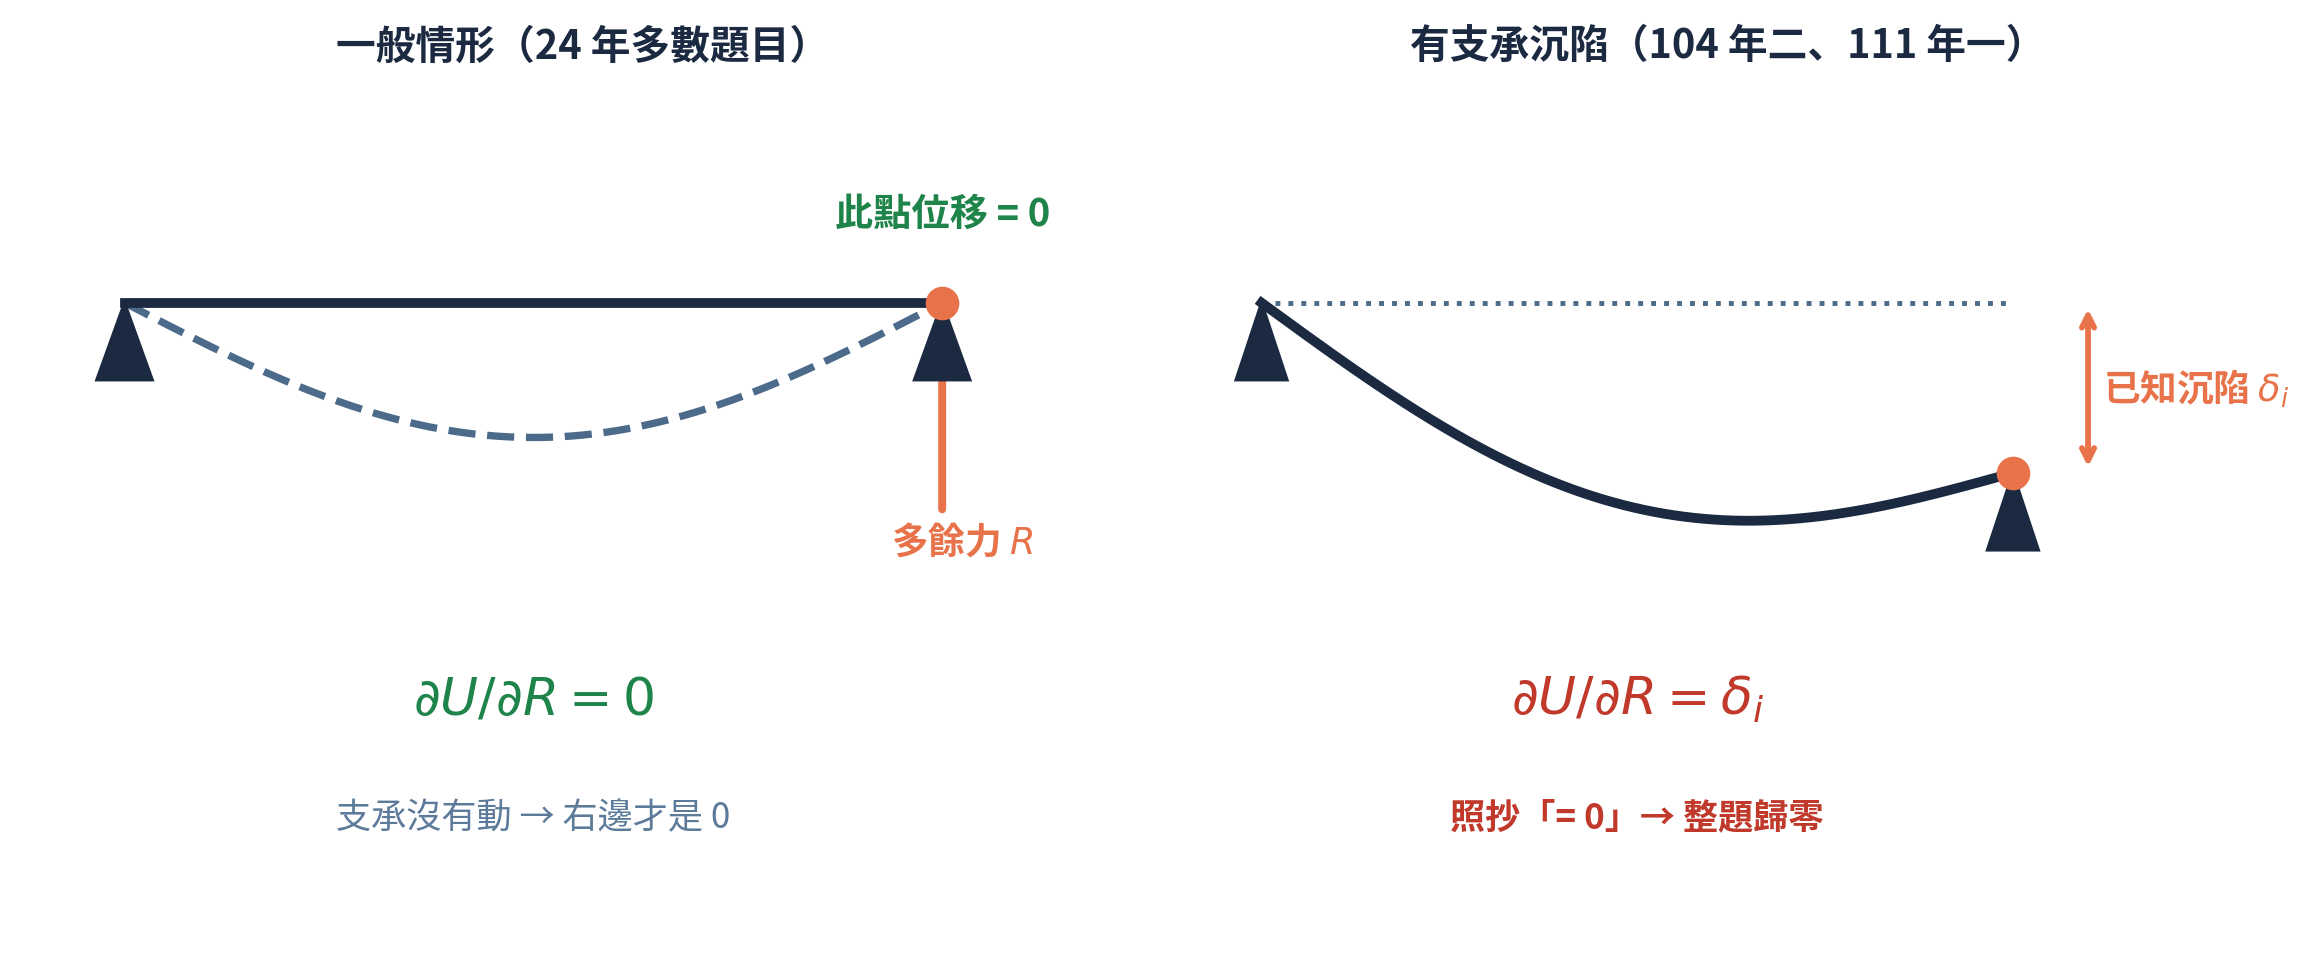 一般情形（24 年多數題目）
此點位移 = 0
多餘力 R
∂U/∂R = 0
支承沒有動 → 右邊才是 0
有支承沉陷（104 年二、111 年一）
已知沉陷 δᵢ
∂U/∂R = δᵢ
照抄「= 0」→ 整題歸零